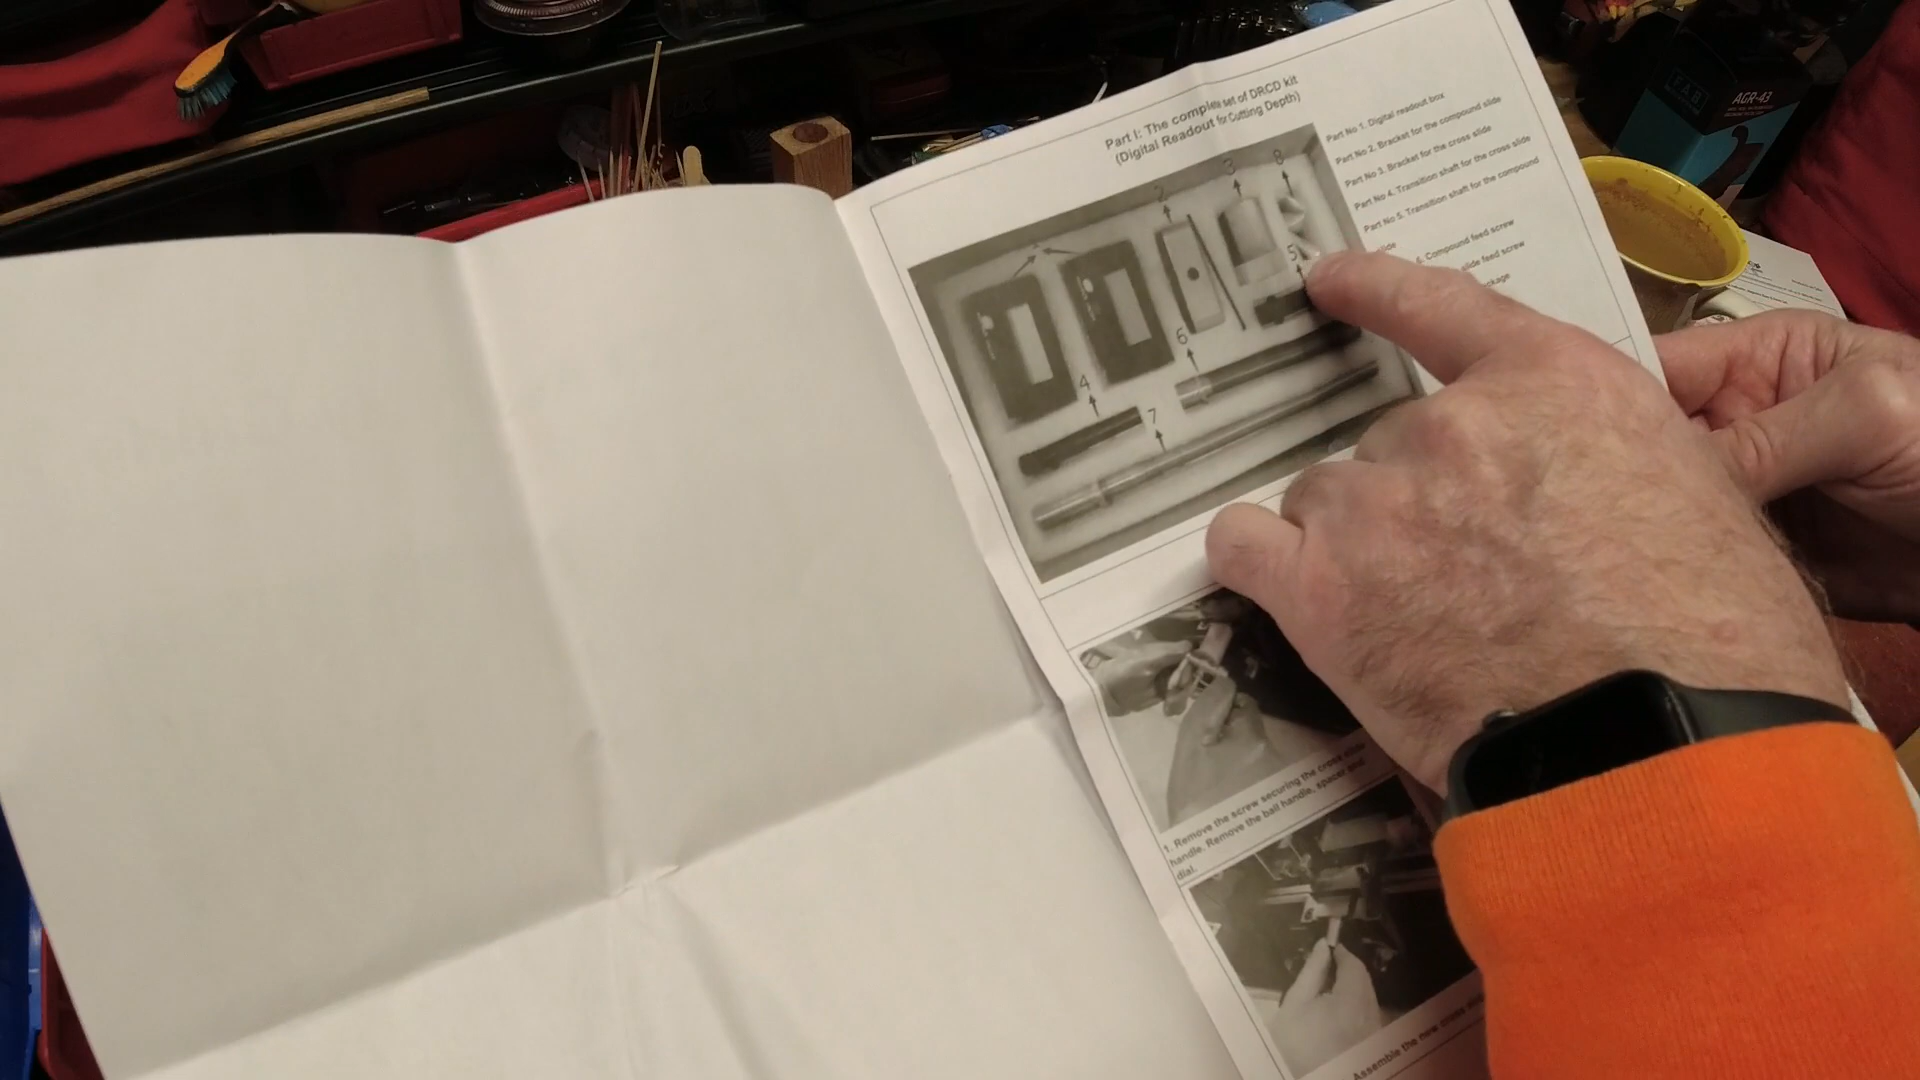 Part I: The complete set of DRCD kit
(Digital Readout for Cutting Depth)
Part No 1. Digital readout box
Part No 2. Bracket for the compound slide
Part No 3. Bracket for the cross slide
Part No 4. Transition shaft for the cross slide
Part No 5. Transition shaft for the compound
slide
6. Compound feed screw
slide feed screw
2
3
8
5
6
4
7
1. Remove the screw securing the cross slide
handle. Remove the ball handle, spacer and
dial.
Assemble the new cross
FAB
AGR-43